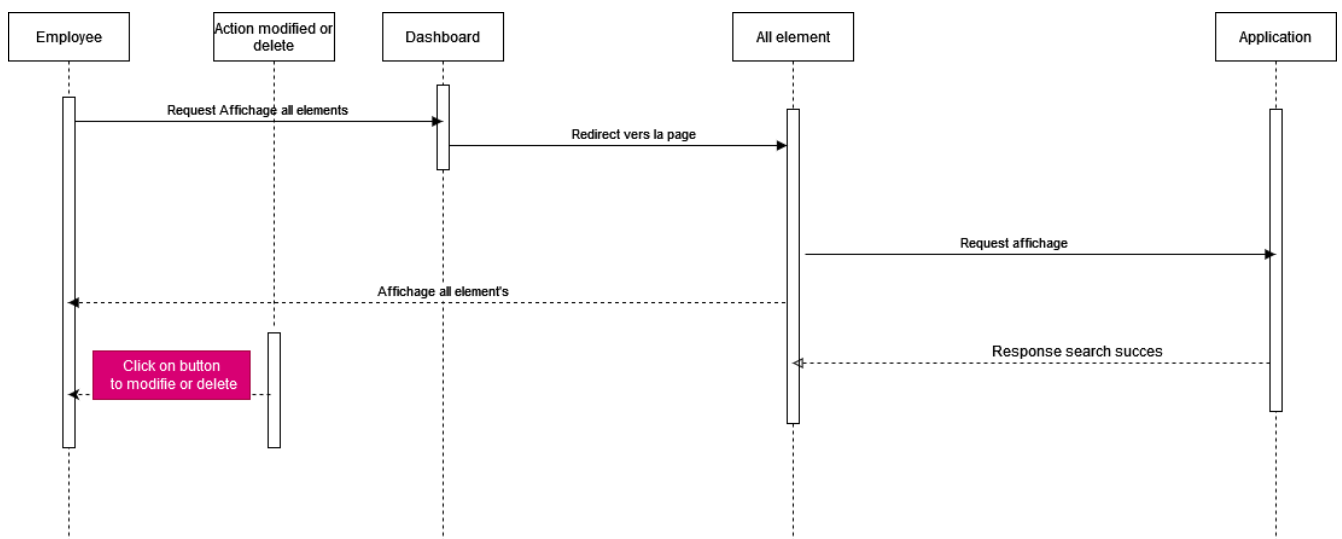 Employee
Action modified or
delete
Dashboard
All element
Application
Request Affichage all elements
Redirect vers la page
Request affichage
Affichage all element's
Response search succes
Click on button
to modifie or delete